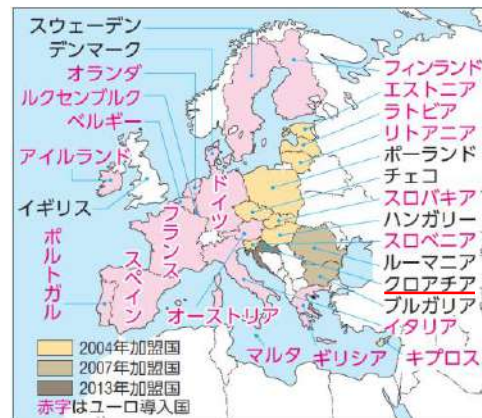 スウェーデン
デンマーク
オランダ
ルクセンブルク
ベルギー
アイルランド
イギリス
ポルトガル
スペイン
フランス
ドイツ
オーストリア
フィンランド
エストニア
ラトビア
リトアニア
ポーランド
チェコ
スロバキア
ハンガリー
スロベニア
ルーマニア
クロアチア
ブルガリア
イタリア
マルタ
ギリシア
キプロス
2004年加盟国
2007年加盟国
2013年加盟国
赤字はユーロ導入国